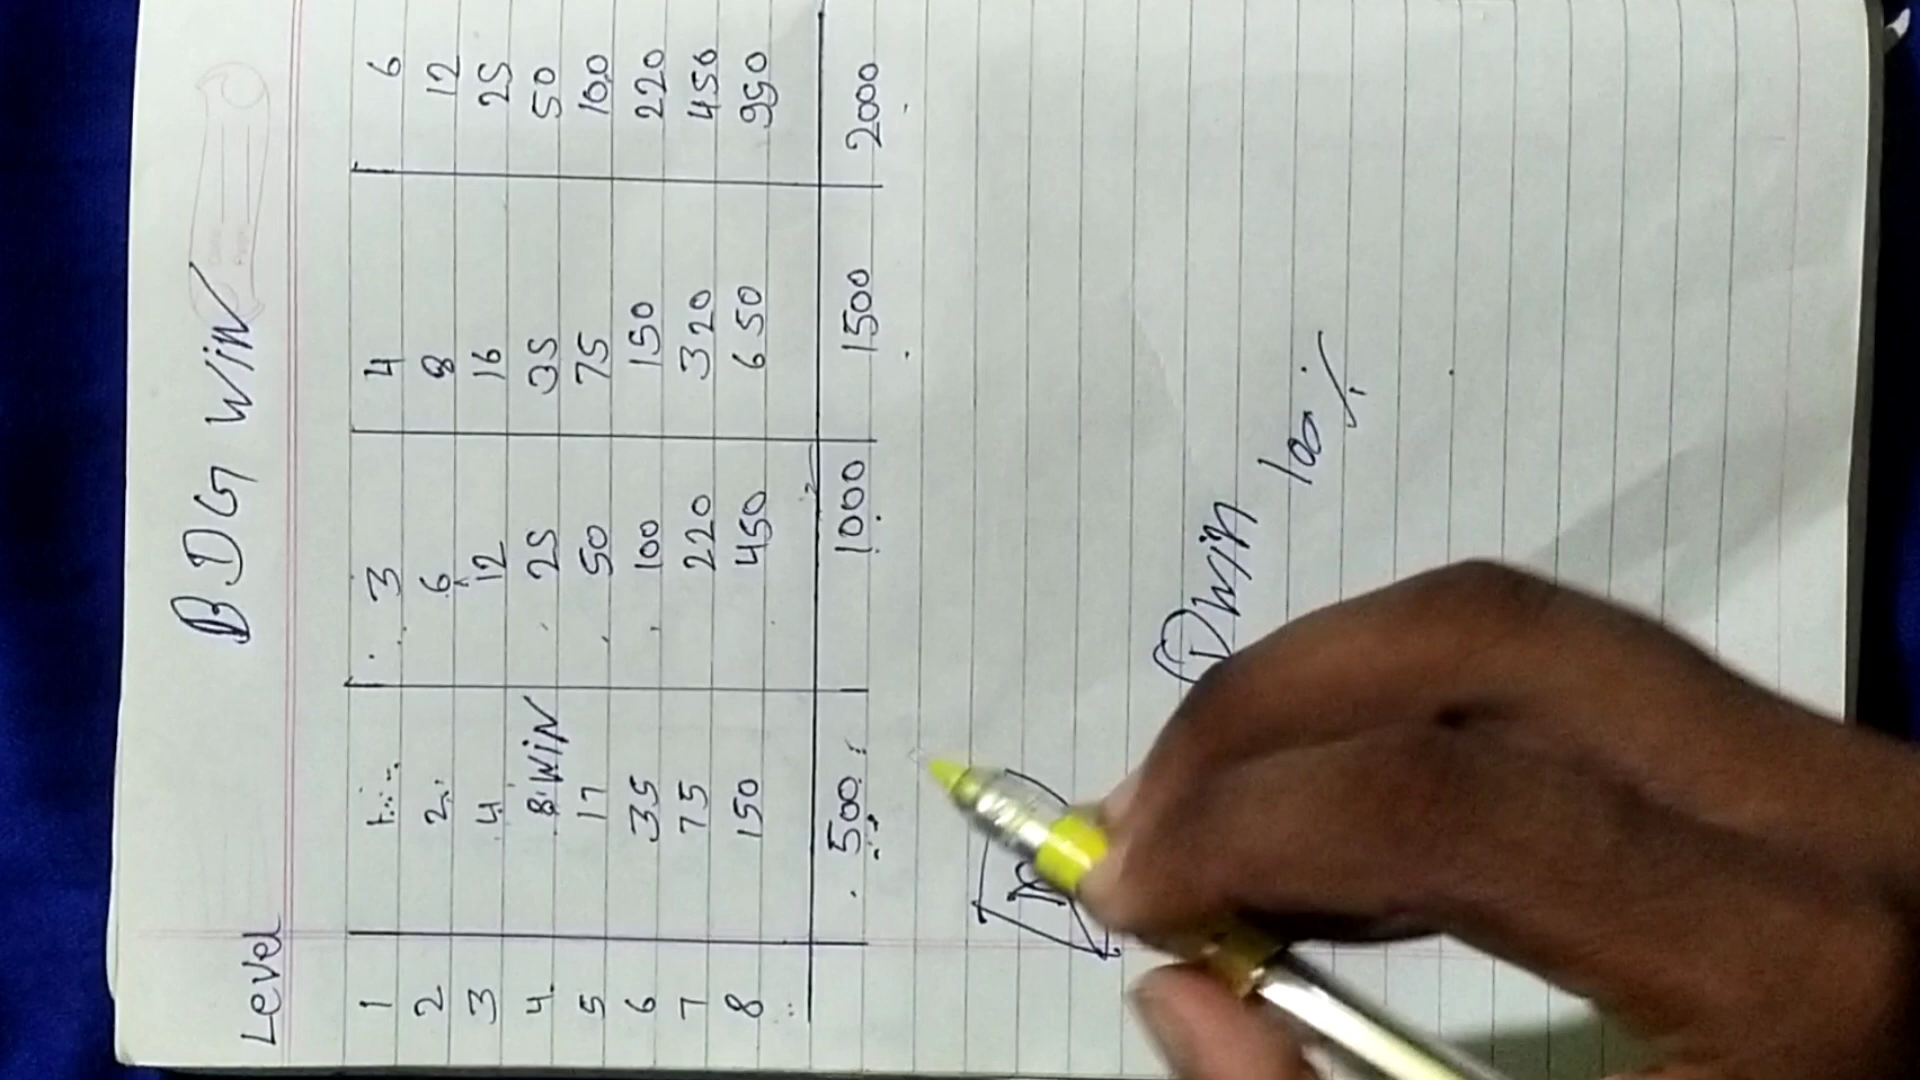 B.D G WiN
Level
1 1 3 4 6
2 2 6 8 12
3 4 12 16 25
4 8 WiN 25 35 50
5 17 50 75 100
6 35 100 150 220
7 75 220 320 450
8 150 450 650 950
500 1000 1500 2000
100 %